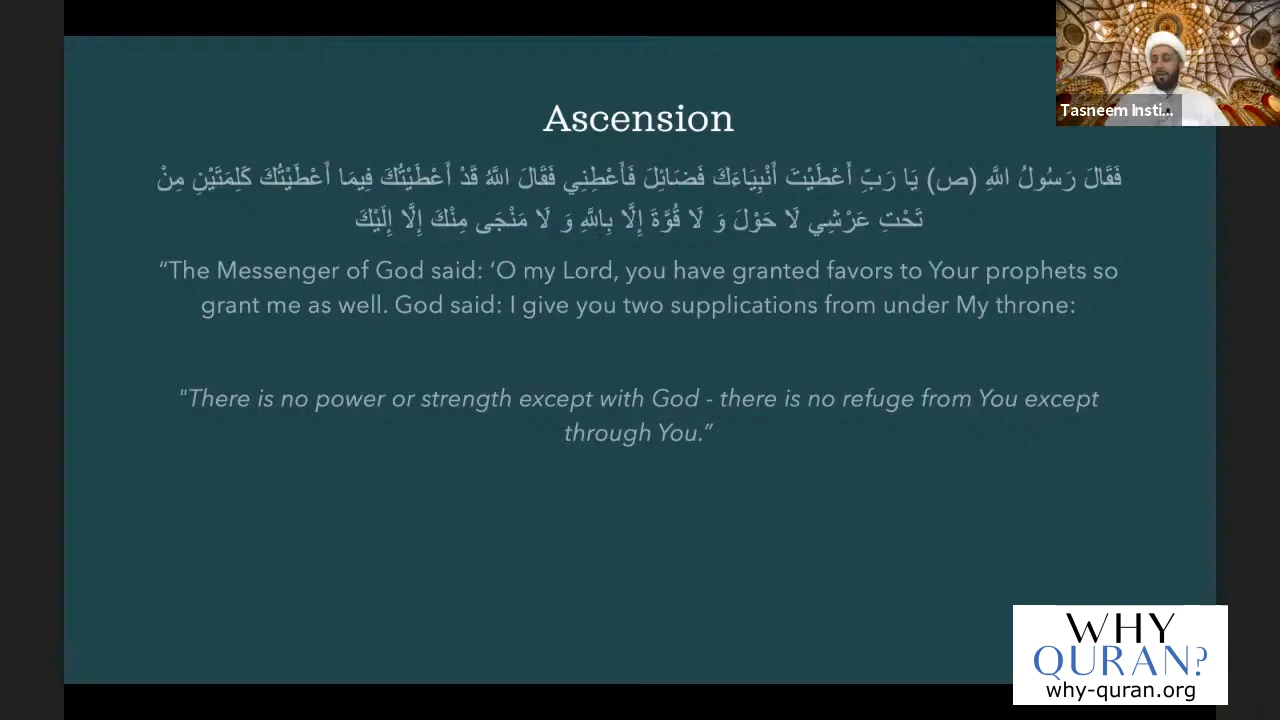 Tasneem Insti...
Ascension
فَقَالَ رَسُولُ اللَّهِ (ص) يَا رَبِّ أَعْطَيْتَ أَنْبِيَاءَكَ فَضَائِلَ فَأَعْطِنِي فَقَالَ اللَّهُ قَدْ أَعْطَيْتُكَ فِيمَا أَعْطَيْتُكَ كَلِمَتَيْنِ مِنْ
تَحْتِ عَرْشِي لَا حَوْلَ وَ لَا قُوَّةَ إِلَّا بِاللَّهِ وَ لَا مَنْجَى مِنْكَ إِلَّا إِلَيْكَ
“The Messenger of God said: ‘O my Lord, you have granted favors to Your prophets so
grant me as well. God said: I give you two supplications from under My throne:
"There is no power or strength except with God - there is no refuge from You except
through You.”
WHY
QURAN?
why-quran.org